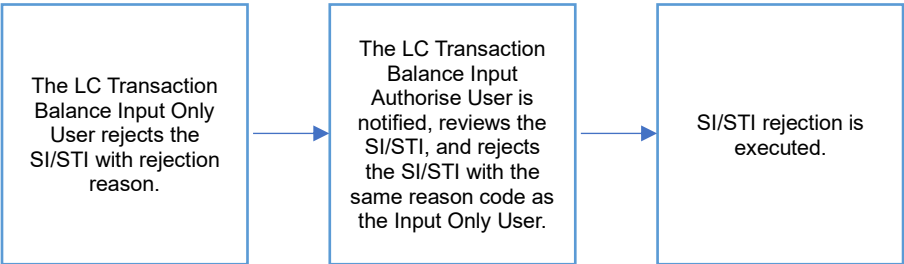 The LC Transaction
Balance Input Only
User rejects the
SI/STI with rejection
reason.
The LC Transaction
Balance Input
Authorise User is
notified, reviews the
SI/STI, and rejects
the SI/STI with the
same reason code as
the Input Only User.
SI/STI rejection is
executed.